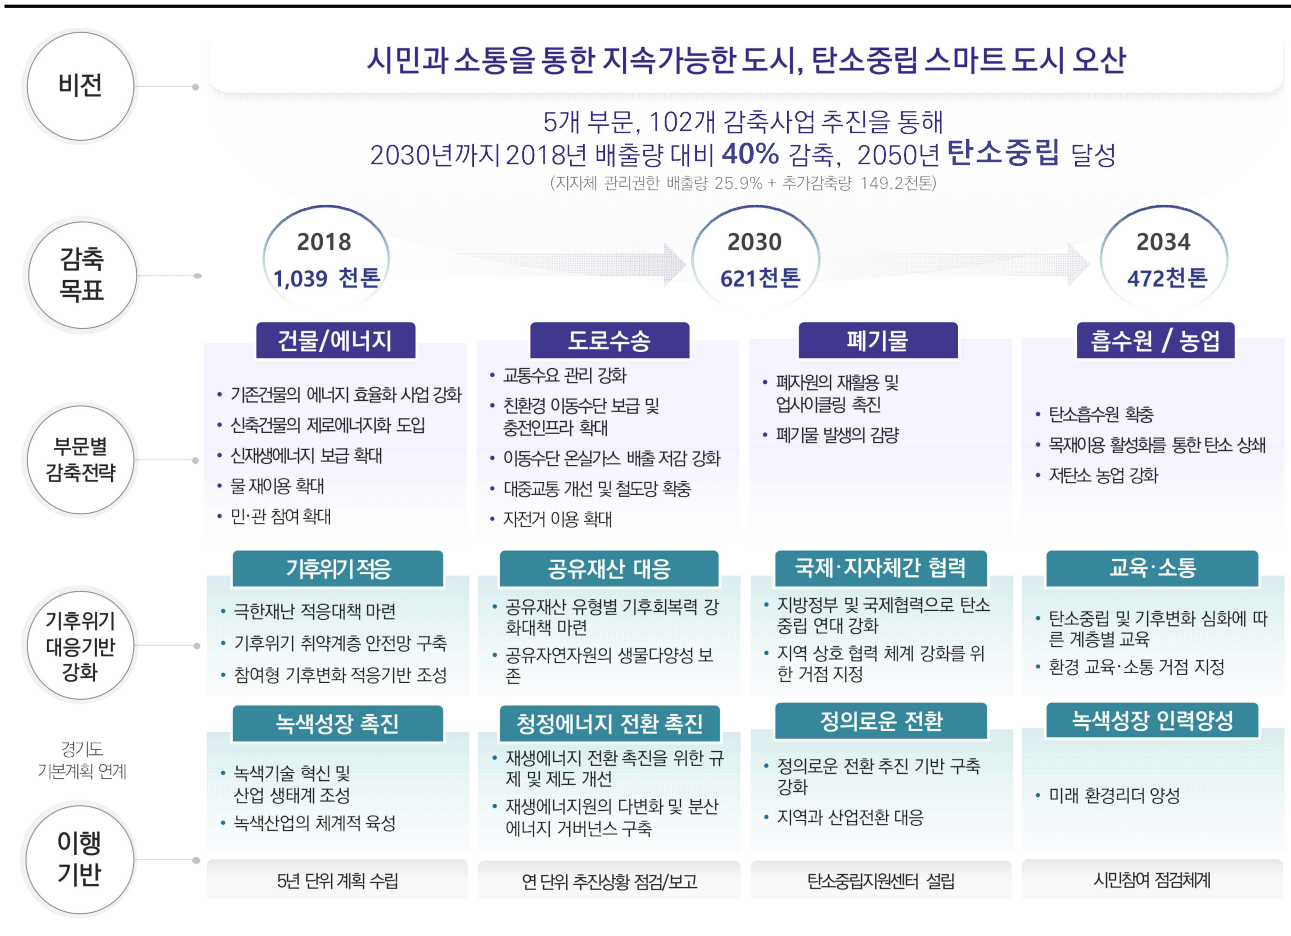 비전
시민과 소통을 통한 지속가능한 도시, 탄소중립 스마트 도시 오산
5개 부문, 102개 감축사업 추진을 통해
2030년까지 2018년 배출량 대비 40% 감축, 2050년 탄소중립 달성
(지자체 관리권한 배출량 25.9% + 추가감축량 149.2천톤)
감축
목표
2018
1,039 천톤
2030
621천톤
2034
472천톤
부문별
감축전략
건물/에너지
• 기존건물의 에너지 효율화 사업 강화
• 신축건물의 제로에너지화 도입
• 신재생에너지 보급 확대
• 물 재이용 확대
• 민·관 참여 확대
도로수송
• 교통수요 관리 강화
• 친환경 이동수단 보급 및
충전인프라 확대
• 이동수단 온실가스 배출 저감 강화
• 대중교통 개선 및 철도망 확충
• 자전거 이용 확대
폐기물
• 폐자원의 재활용 및
업사이클링 촉진
• 폐기물 발생의 감량
흡수원 / 농업
• 탄소흡수원 확충
• 목재이용 활성화를 통한 탄소 상쇄
• 저탄소 농업 강화
기후위기
대응기반
강화
기후위기 적응
• 극한재난 적응대책 마련
• 기후위기 취약계층 안전망 구축
• 참여형 기후변화 적응기반 조성
공유재산 대응
• 공유재산 유형별 기후회복력 강
화대책 마련
• 공유자연자원의 생물다양성 보
존
국제·지자체간 협력
• 지방정부 및 국제협력으로 탄소
중립 연대 강화
• 지역 상호 협력 체계 강화를 위
한 거점 지정
교육·소통
• 탄소중립 및 기후변화 심화에 따
른 계층별 교육
• 환경 교육·소통 거점 지정
경기도
기본계획 연계
녹색성장 촉진
• 녹색기술 혁신 및
산업 생태계 조성
• 녹색산업의 체계적 육성
청정에너지 전환 촉진
• 재생에너지 전환 촉진을 위한 규
제 및 제도 개선
• 재생에너지원의 다변화 및 분산
에너지 거버넌스 구축
정의로운 전환
• 정의로운 전환 추진 기반 구축
강화
• 지역과 산업전환 대응
녹색성장 인력양성
• 미래 환경리더 양성
이행
기반
5년 단위 계획 수립
연 단위 추진상황 점검/보고
탄소중립지원센터 설립
시민참여 점검체계